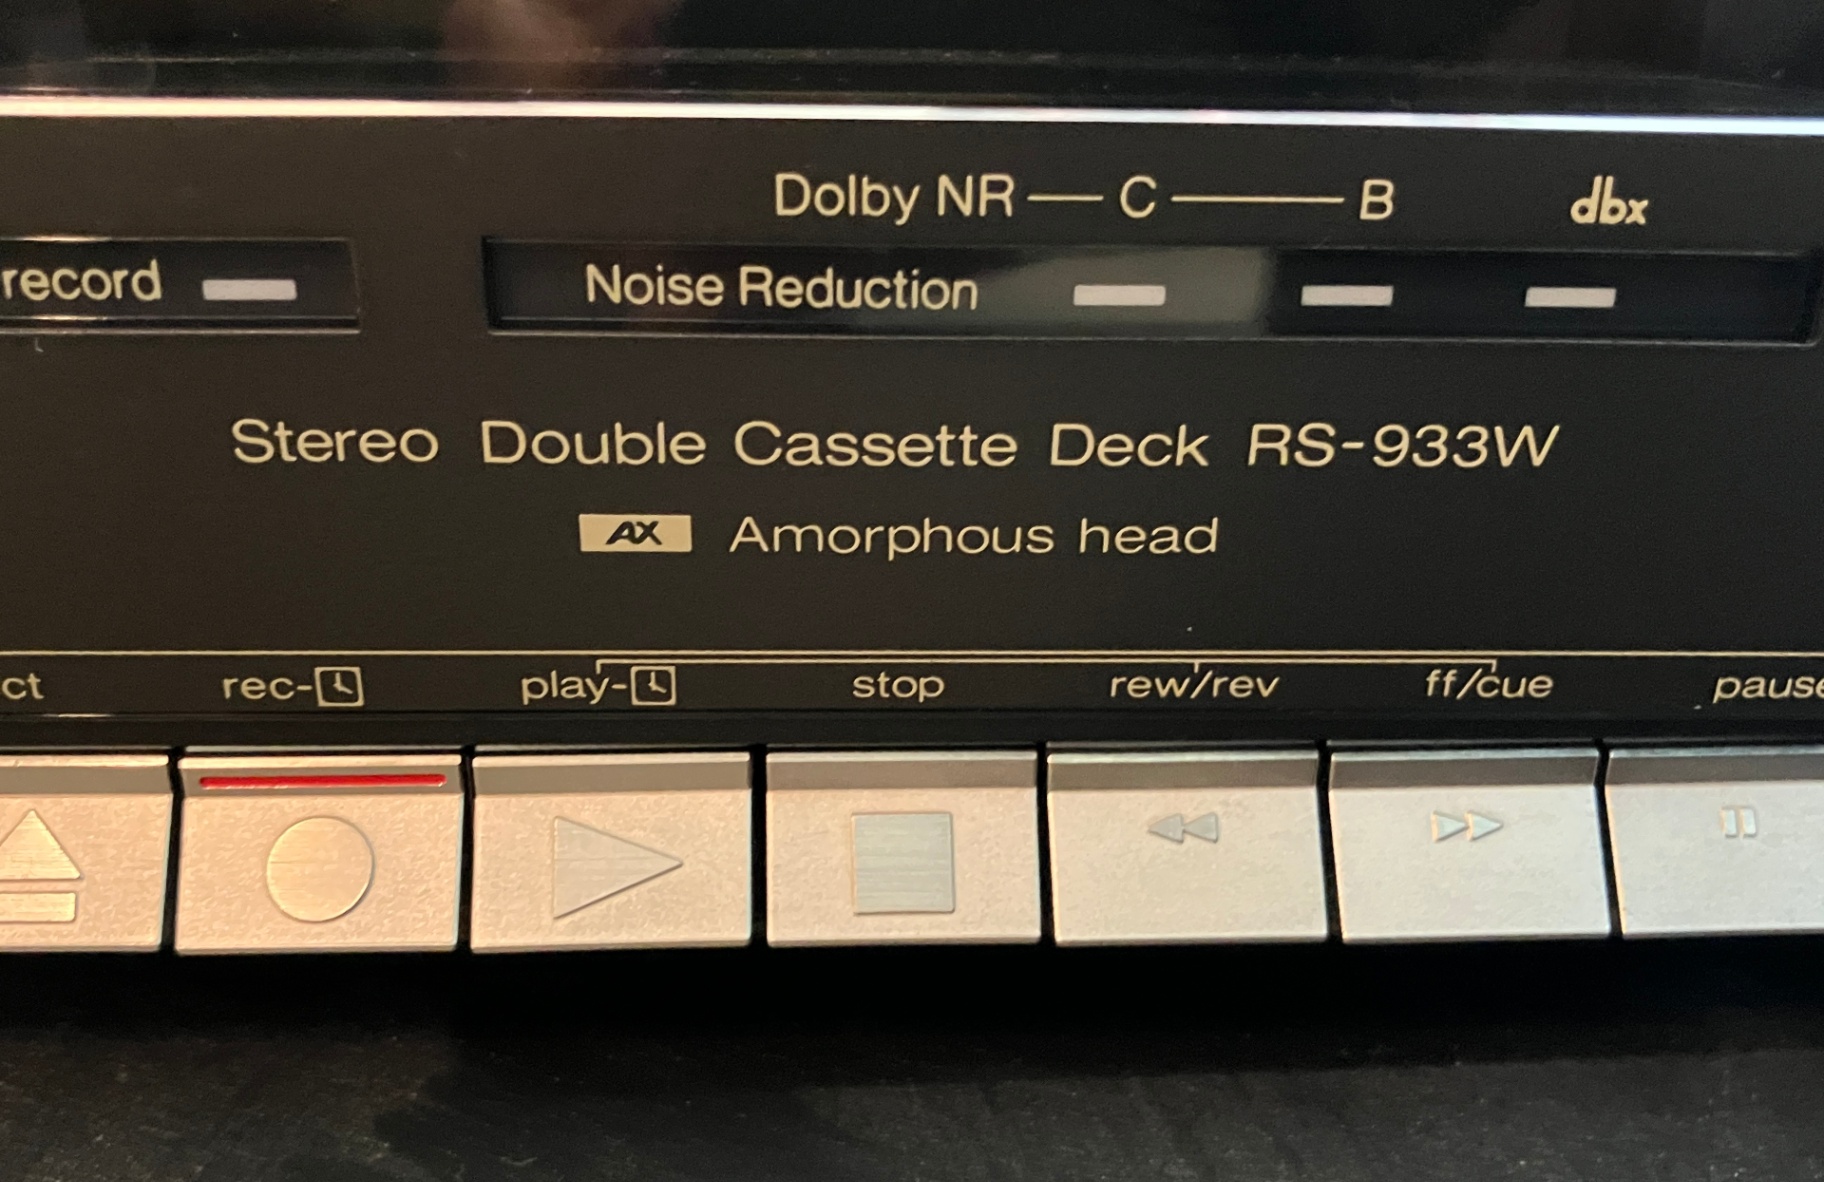 Dolby NR — C — B dbx
record
Noise Reduction
Stereo Double Cassette Deck RS-933W
AX Amorphous head
ct rec- play- stop rew/rev ff/cue pause